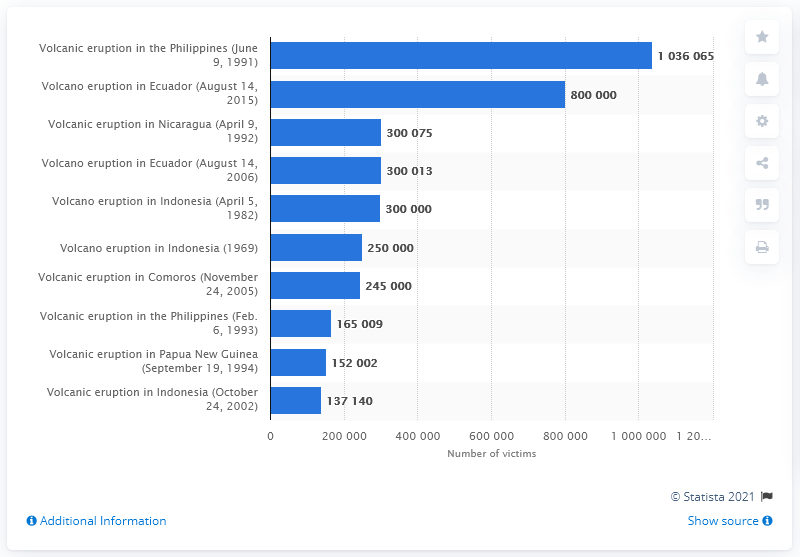 Volcanic eruption in the Philippines (June
9, 1991)
1 036 065
Volcano eruption in Ecuador (August 14,
2015)
800 000
Volcanic eruption in Nicaragua (April 9,
1992)
300 075
Volcano eruption in Ecuador (August 14,
2006)
300 013
Volcano eruption in Indonesia (April 5,
1982)
300 000
Volcano eruption in Indonesia (1969)
250 000
Volcanic eruption in Comoros (November
24, 2005)
245 000
Volcanic eruption in the Philippines (Feb.
6, 1993)
165 009
Volcanic eruption in Papua New Guinea
(September 19, 1994)
152 002
Volcanic eruption in Indonesia (October
24, 2002)
137 140
0 200 000 400 000 600 000 800 000 1 000 000 1 20...
Number of victims
© Statista 2021
Additional Information
Show source